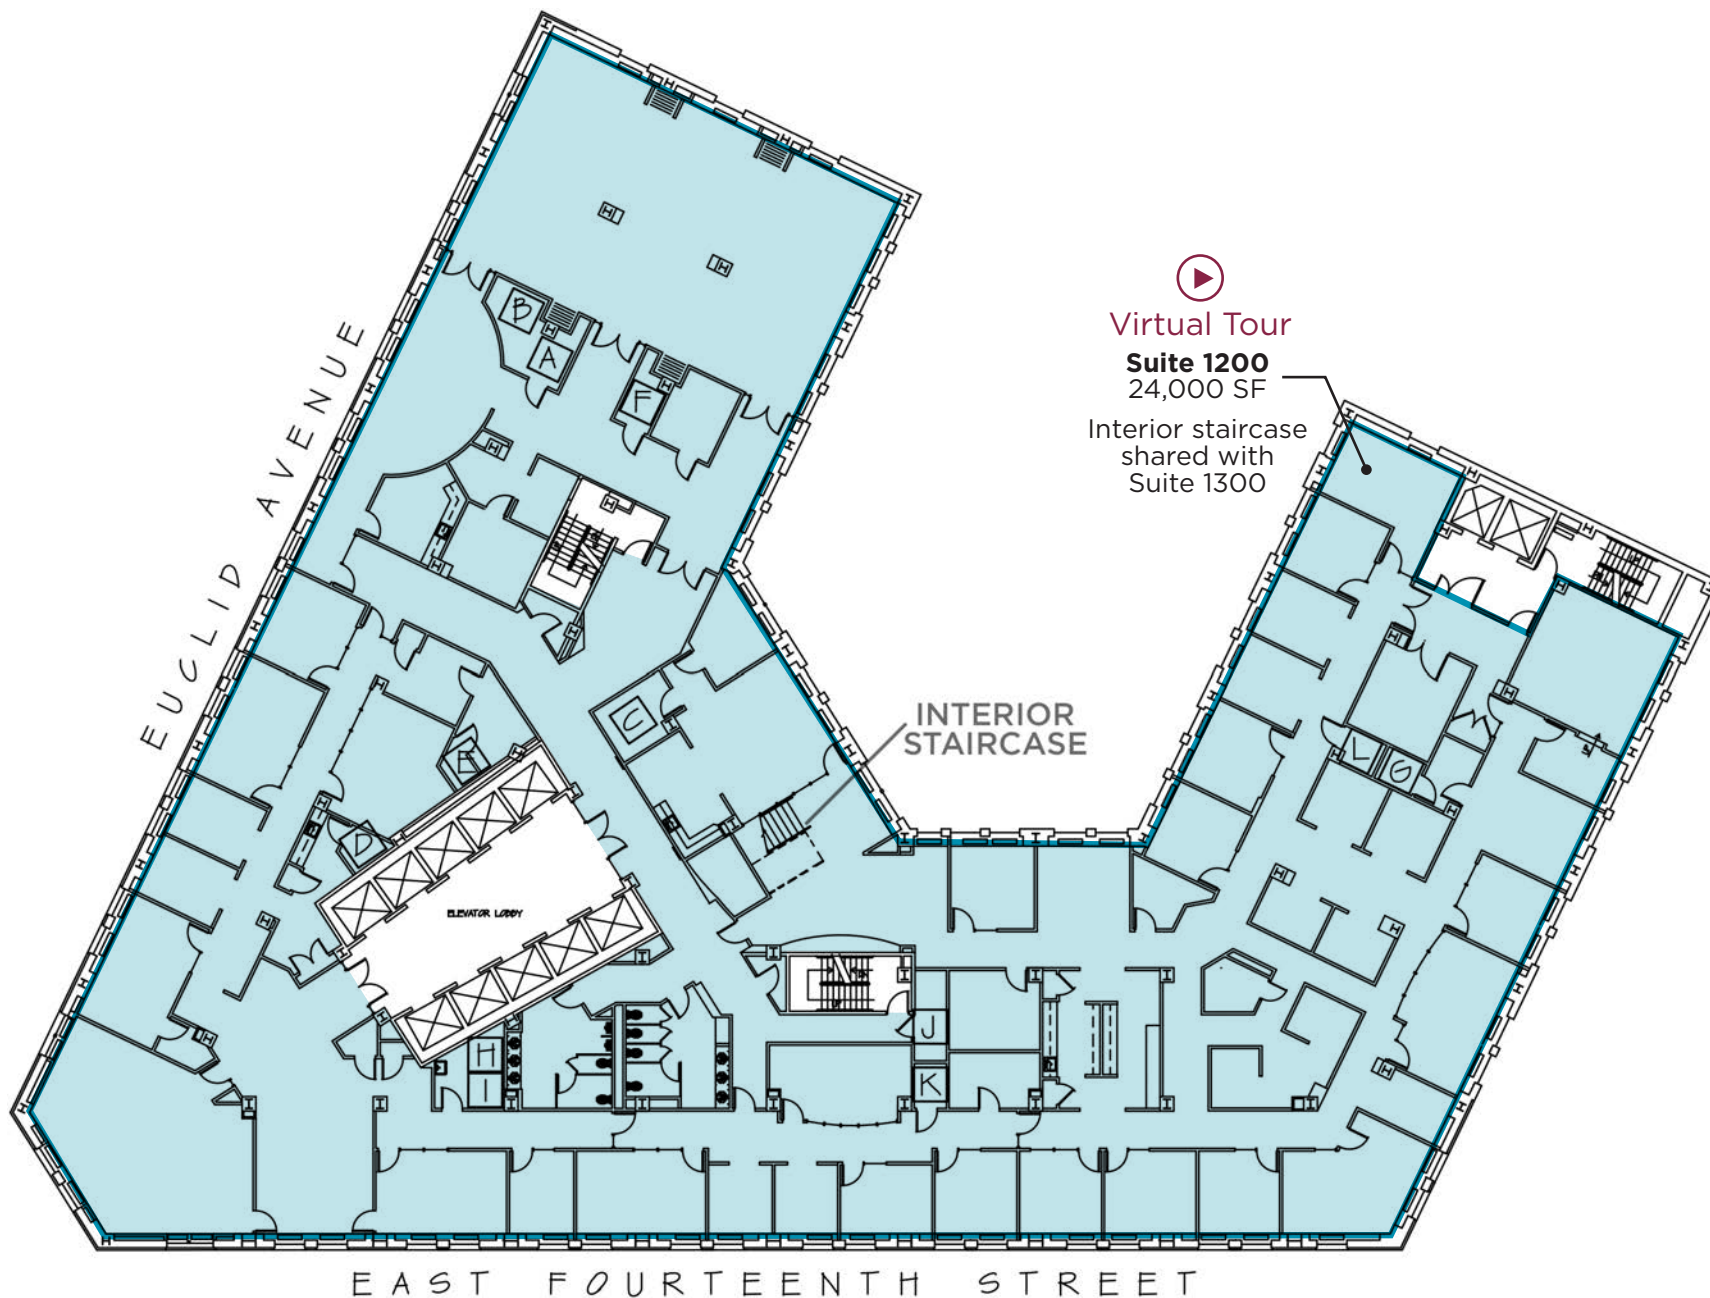 Virtual Tour
Suite 1200
24,000 SF
Interior staircase
shared with
Suite 1300
EUCLID AVENUE
INTERIOR
STAIRCASE
ELEVATOR LOBBY
B
A
F
C
E
D
L
G
J
K
H
I
EAST FOURTEENTH STREET